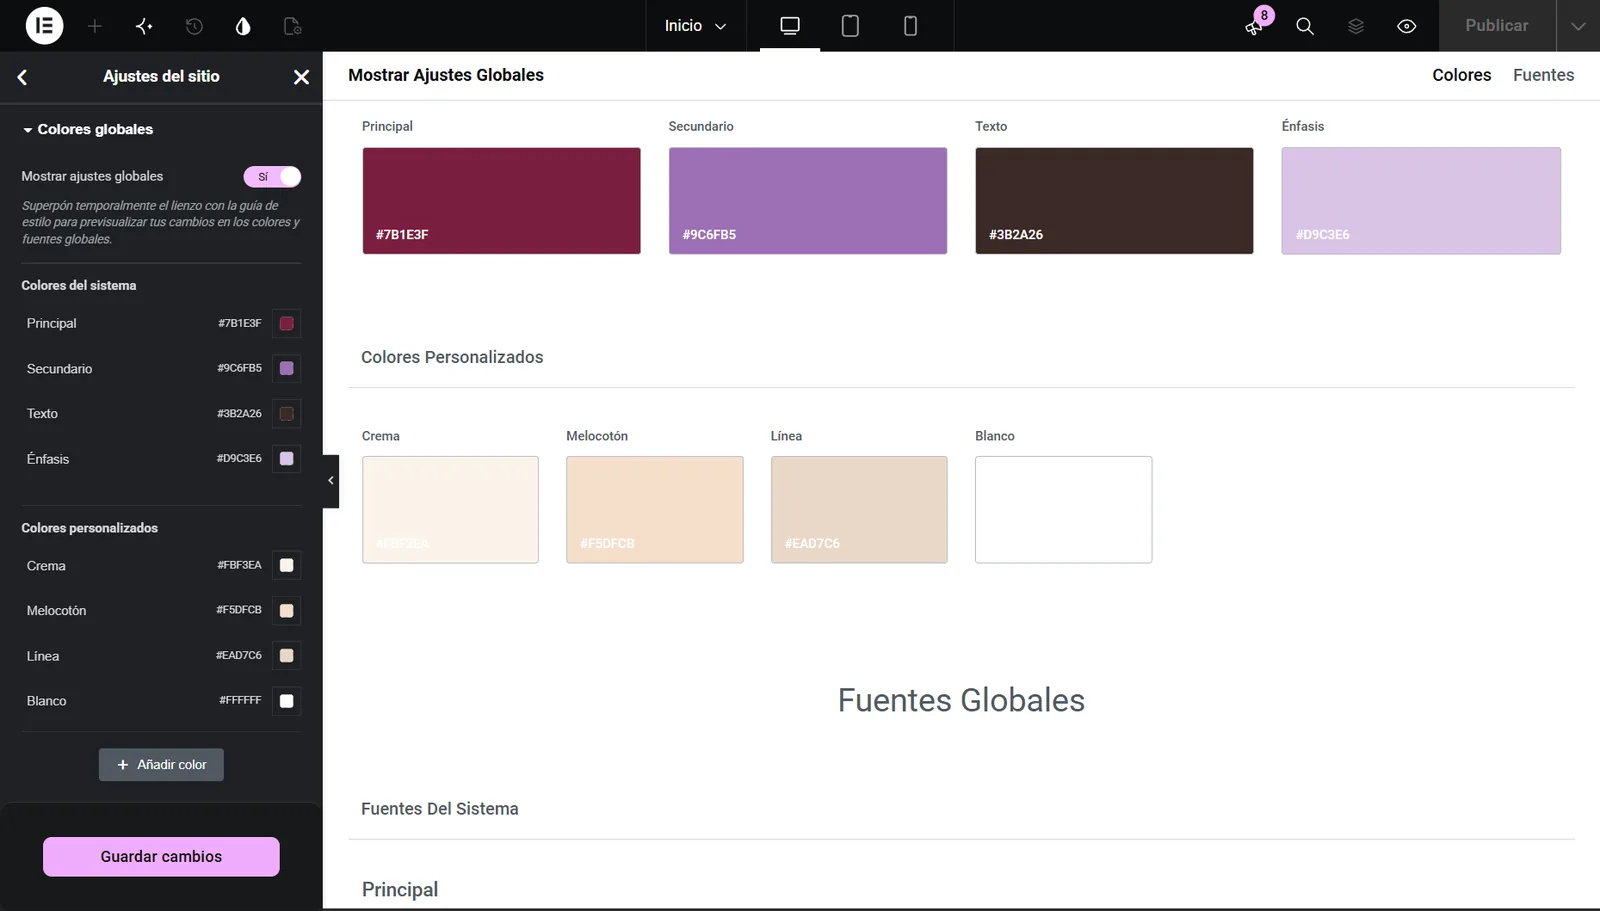 Inicio
8
Publicar
Ajustes del sitio
Colores globales
Mostrar ajustes globales
Sí
Superpón temporalmente el lienzo con la guía de
estilo para previsualizar tus cambios en los colores y
fuentes globales.
Colores del sistema
Principal #7B1E3F
Secundario #9C6FB5
Texto #3B2A26
Énfasis #D9C3E6
Colores personalizados
Crema #FBF3EA
Melocotón #F5DFCB
Línea #EAD7C6
Blanco #FFFFFF
+ Añadir color
Guardar cambios
Mostrar Ajustes Globales
Colores Fuentes
Principal Secundario Texto Énfasis
#7B1E3F #9C6FB5 #3B2A26 #D9C3E6
Colores Personalizados
Crema Melocotón Línea Blanco
#FBF3EA #F5DFCB #EAD7C6
Fuentes Globales
Fuentes Del Sistema
Principal